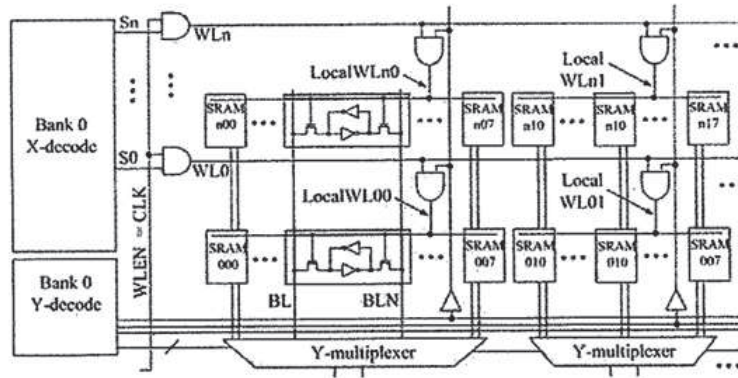 Sn
WLn
LocalWLn0
Local
WLn1
Bank 0
X-decode
SRAM
n00
SRAM
n07
SRAM
n10
SRAM
n10
SRAM
n17
S0
WL0
LocalWL00
Local
WL01
WLEN = CLK
SRAM
000
SRAM
007
SRAM
010
SRAM
010
SRAM
007
Bank 0
Y-decode
BL
BLN
Y-multiplexer
Y-multiplexer